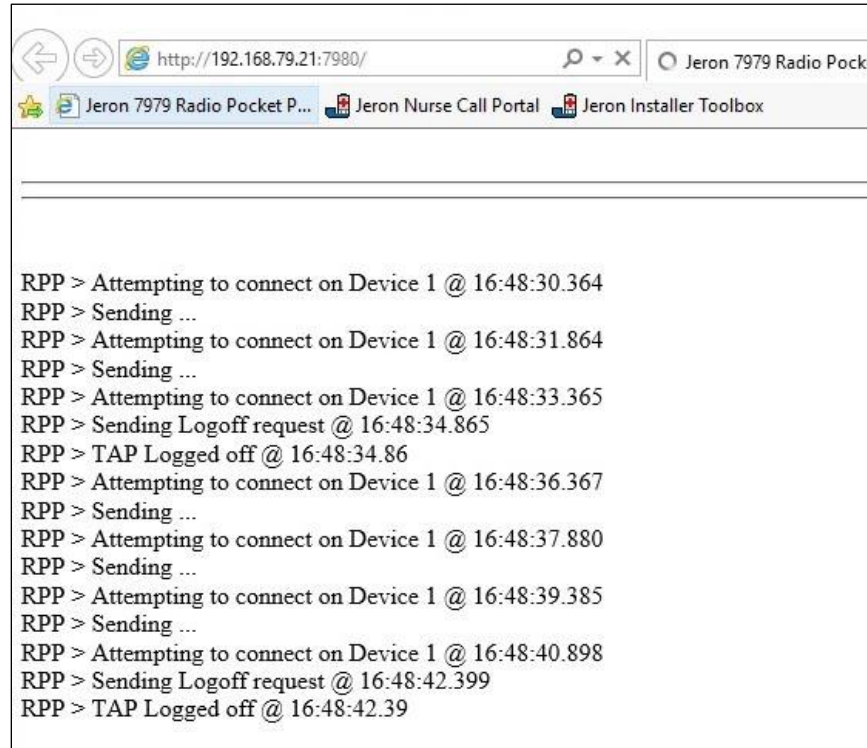 http://192.168.79.21:7980/
Jeron 7979 Radio Pock
Jeron 7979 Radio Pocket P... Jeron Nurse Call Portal Jeron Installer Toolbox
RPP > Attempting to connect on Device 1 @ 16:48:30.364
RPP > Sending ...
RPP > Attempting to connect on Device 1 @ 16:48:31.864
RPP > Sending ...
RPP > Attempting to connect on Device 1 @ 16:48:33.365
RPP > Sending Logoff request @ 16:48:34.865
RPP > TAP Logged off @ 16:48:34.86
RPP > Attempting to connect on Device 1 @ 16:48:36.367
RPP > Sending ...
RPP > Attempting to connect on Device 1 @ 16:48:37.880
RPP > Sending ...
RPP > Attempting to connect on Device 1 @ 16:48:39.385
RPP > Sending ...
RPP > Attempting to connect on Device 1 @ 16:48:40.898
RPP > Sending Logoff request @ 16:48:42.399
RPP > TAP Logged off @ 16:48:42.39